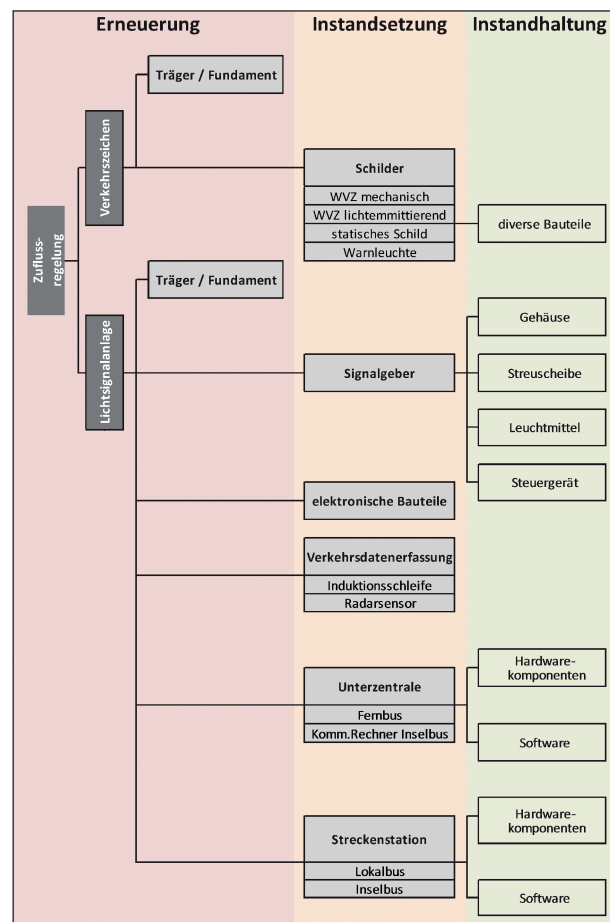 Erneuerung
Instandsetzung
Instandhaltung
Zufluss-
regelung
Verkehrszeichen
Träger / Fundament
Schilder
WVZ mechanisch
WVZ lichtemmittierend
statisches Schild
Warnleuchte
diverse Bauteile
Lichtsignalanlage
Träger / Fundament
Signalgeber
Gehäuse
Streuscheibe
Leuchtmittel
Steuergerät
elektronische Bauteile
Verkehrsdatenerfassung
Induktionsschleife
Radarsensor
Unterzentrale
Fernbus
Komm.Rechner Inselbus
Hardware-
komponenten
Software
Streckenstation
Lokalbus
Inselbus
Hardware-
komponenten
Software